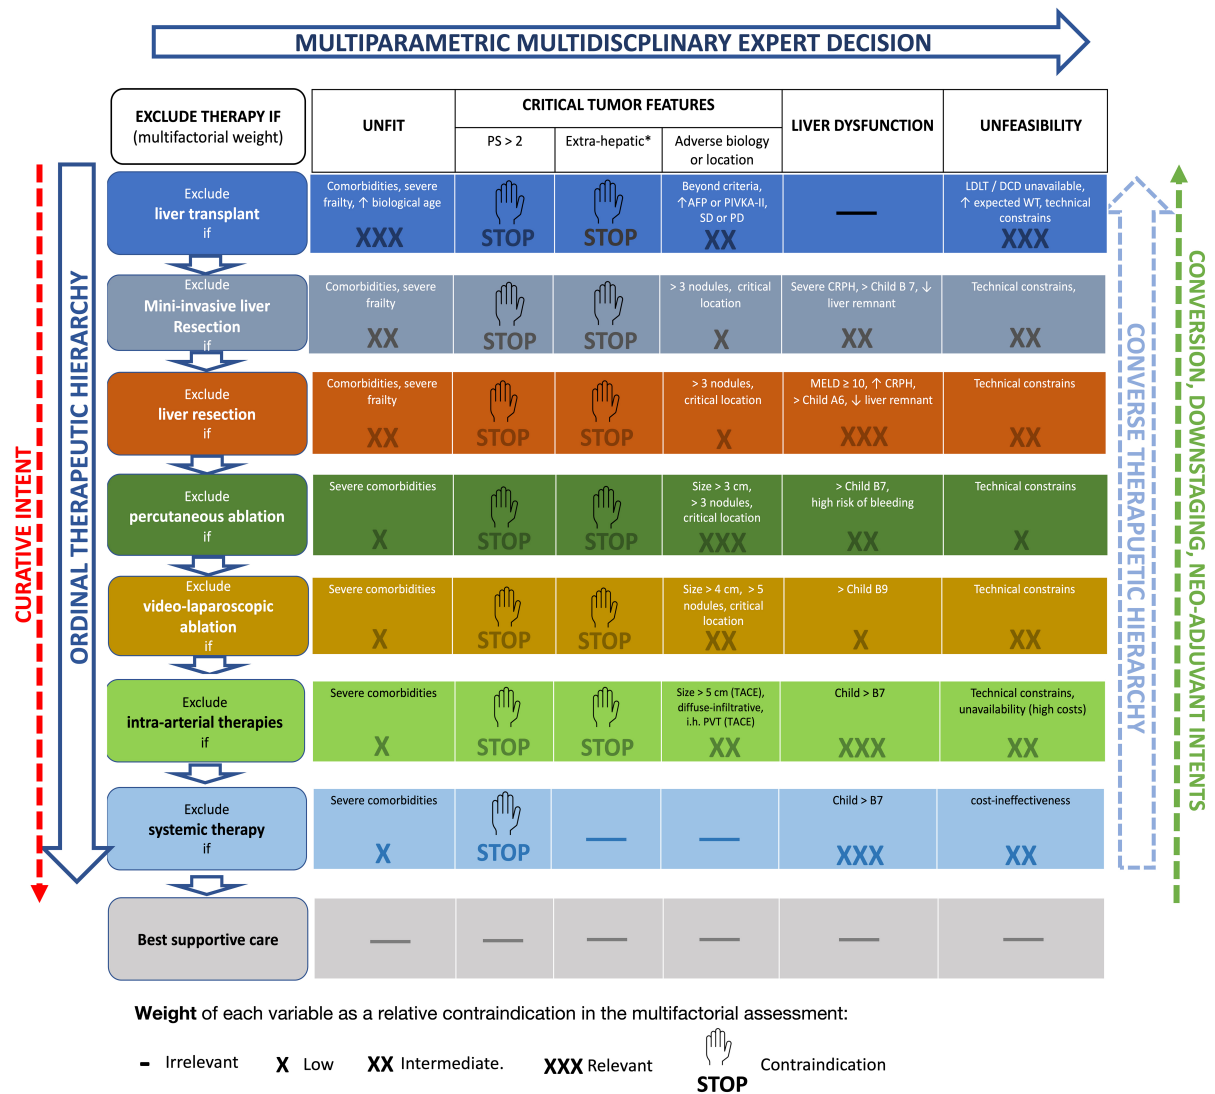 MULTIPARAMETRIC MULTIDISCPLINARY EXPERT DECISION
EXCLUDE THERAPY IF
(multifactorial weight)
UNFIT
CRITICAL TUMOR FEATURES
PS > 2
Extra-hepatic*
Adverse biology
or location
LIVER DYSFUNCTION
UNFEASIBILITY
CURATIVE INTENT
ORDINAL THERAPEUTIC HIERARCHY
Exclude
liver transplant
if
Comorbidities, severe
frailty, ↑ biological age
XXX
STOP
STOP
Beyond criteria,
↑AFP or PIVKA-II,
SD or PD
XX
—
LDLT / DCD unavailable,
↑ expected WT, technical
constrains
XXX
Exclude
Mini-invasive liver
Resection
if
Comorbidities, severe
frailty
XX
STOP
STOP
> 3 nodules, critical
location
X
Severe CRPH, > Child B 7, ↓
liver remnant
XX
Technical constrains,
XX
Exclude
liver resection
if
Comorbidities, severe
frailty
XX
STOP
STOP
> 3 nodules,
critical location
X
MELD ≥ 10, ↑ CRPH,
> Child A6, ↓ liver remnant
XXX
Technical constrains
XX
Exclude
percutaneous ablation
if
Severe comorbidities
X
STOP
STOP
Size > 3 cm,
> 3 nodules,
critical location
XXX
> Child B7,
high risk of bleeding
XX
Technical constrains
X
Exclude
video-laparoscopic
ablation
if
Severe comorbidities
X
STOP
STOP
Size > 4 cm, > 5
nodules, critical
location
XX
> Child B9
X
Technical constrains
XX
Exclude
intra-arterial therapies
if
Severe comorbidities
X
STOP
STOP
Size > 5 cm (TACE),
diffuse-infiltrative,
i.h. PVT (TACE)
XX
Child > B7
XXX
Technical constrains,
unavailability (high costs)
XX
Exclude
systemic therapy
if
Severe comorbidities
X
STOP
—
—
Child > B7
XXX
cost-ineffectiveness
XX
Best supportive care
—
—
—
—
—
—
CONVERSE THERAPUETIC HIERARCHY
CONVERSION, DOWNSTAGING, NEO-ADJUVANT INTENTS
Weight of each variable as a relative contraindication in the multifactorial assessment:
– Irrelevant
X Low
XX Intermediate.
XXX Relevant
STOP
Contraindication